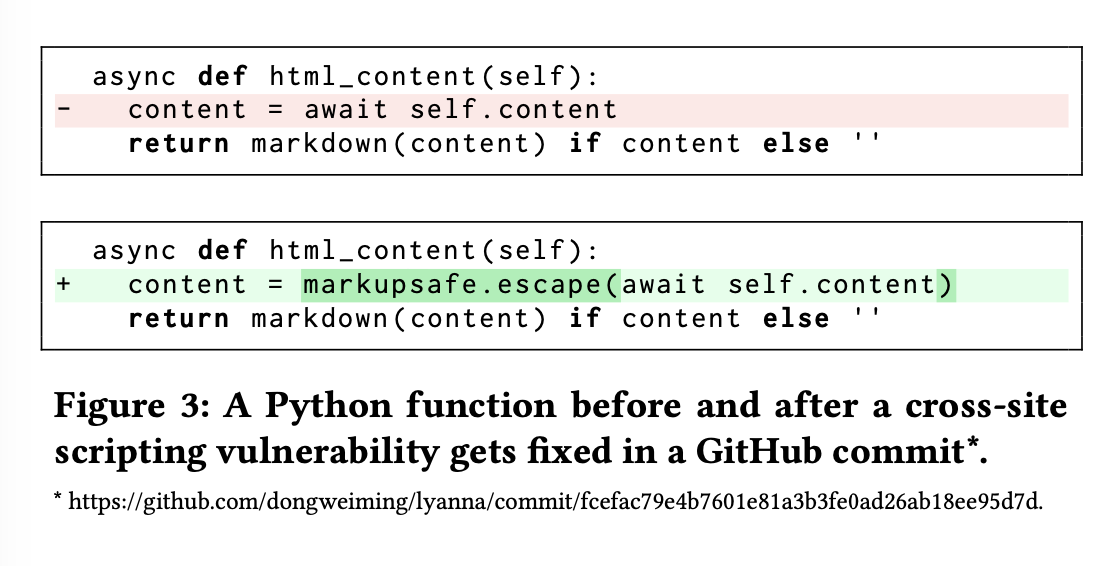 async def html_content(self):
-   content = await self.content
    return markdown(content) if content else ''
async def html_content(self):
+   content = markupsafe.escape(await self.content)
    return markdown(content) if content else ''
Figure 3: A Python function before and after a cross-site
scripting vulnerability gets fixed in a GitHub commit*.
* https://github.com/dongweiming/lyanna/commit/fcefac79e4b7601e81a3b3fe0ad26ab18ee95d7d.